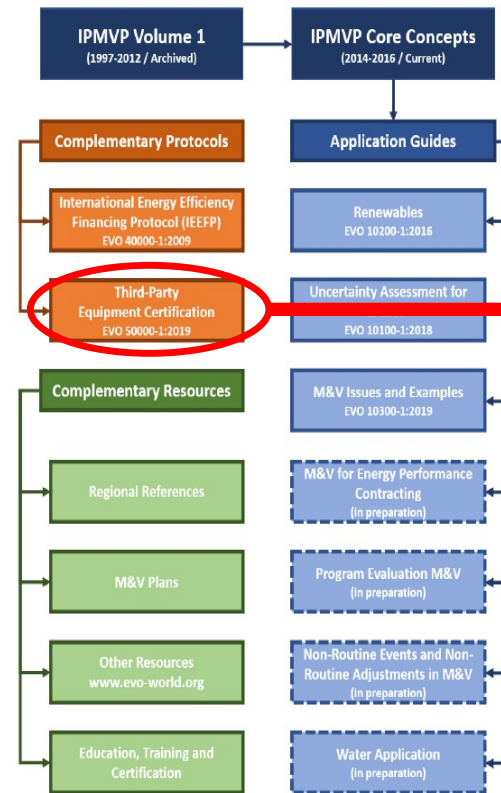 IPMVP Volume 1
(1997-2012 / Archived)
IPMVP Core Concepts
(2014-2016 / Current)
Complementary Protocols
International Energy Efficiency
Financing Protocol (IEEFP)
EVO 40000-1:2009
Third-Party
Equipment Certification
EVO 50000-1:2019
Complementary Resources
Regional References
M&V Plans
Other Resources
www.evo-world.org
Education, Training and
Certification
Application Guides
Renewables
EVO 10200-1:2016
Uncertainty Assessment for
EVO 10100-1:2018
M&V Issues and Examples
EVO 10300-1:2019
M&V for Energy Performance
Contracting
(in preparation)
Program Evaluation M&V
(in preparation)
Non-Routine Events and Non-
Routine Adjustments in M&V
(in preparation)
Water Application
(in preparation)